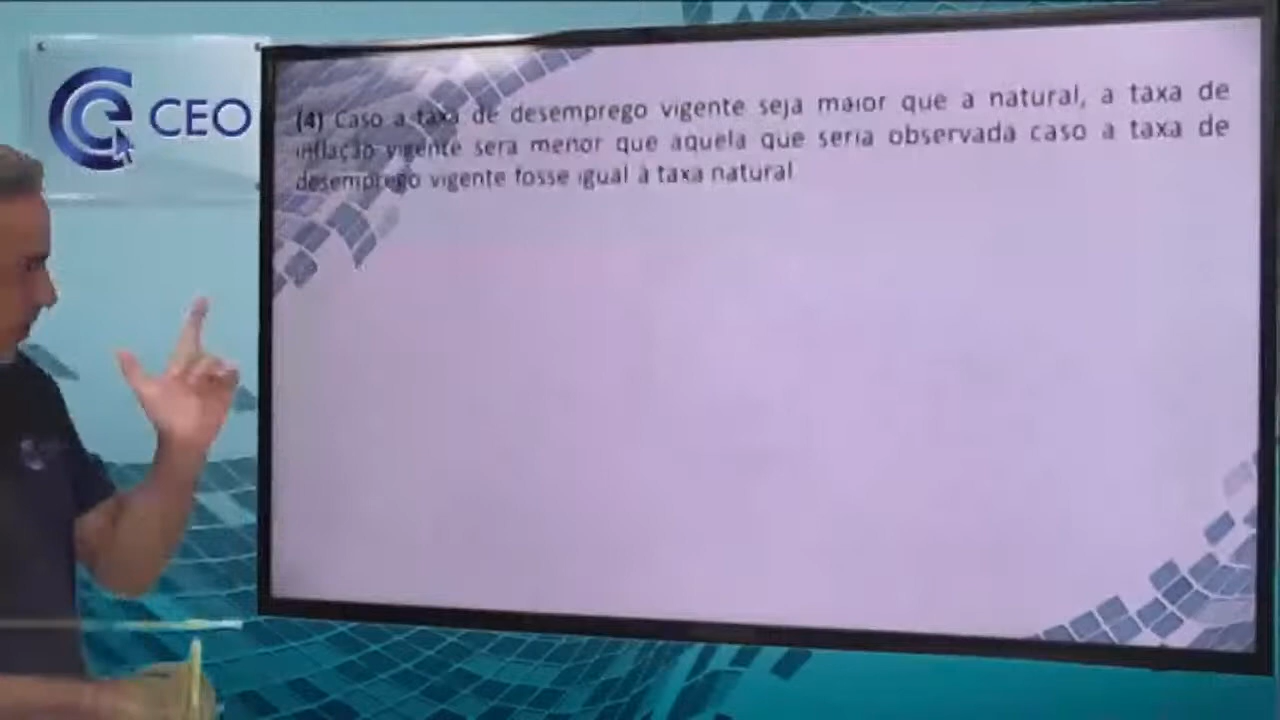 CEO
(4) Caso a taxa de desemprego vigente seja maior que a natural, a taxa de
inflação vigente será menor que aquela que seria observada caso a taxa de
desemprego vigente fosse igual à taxa natural